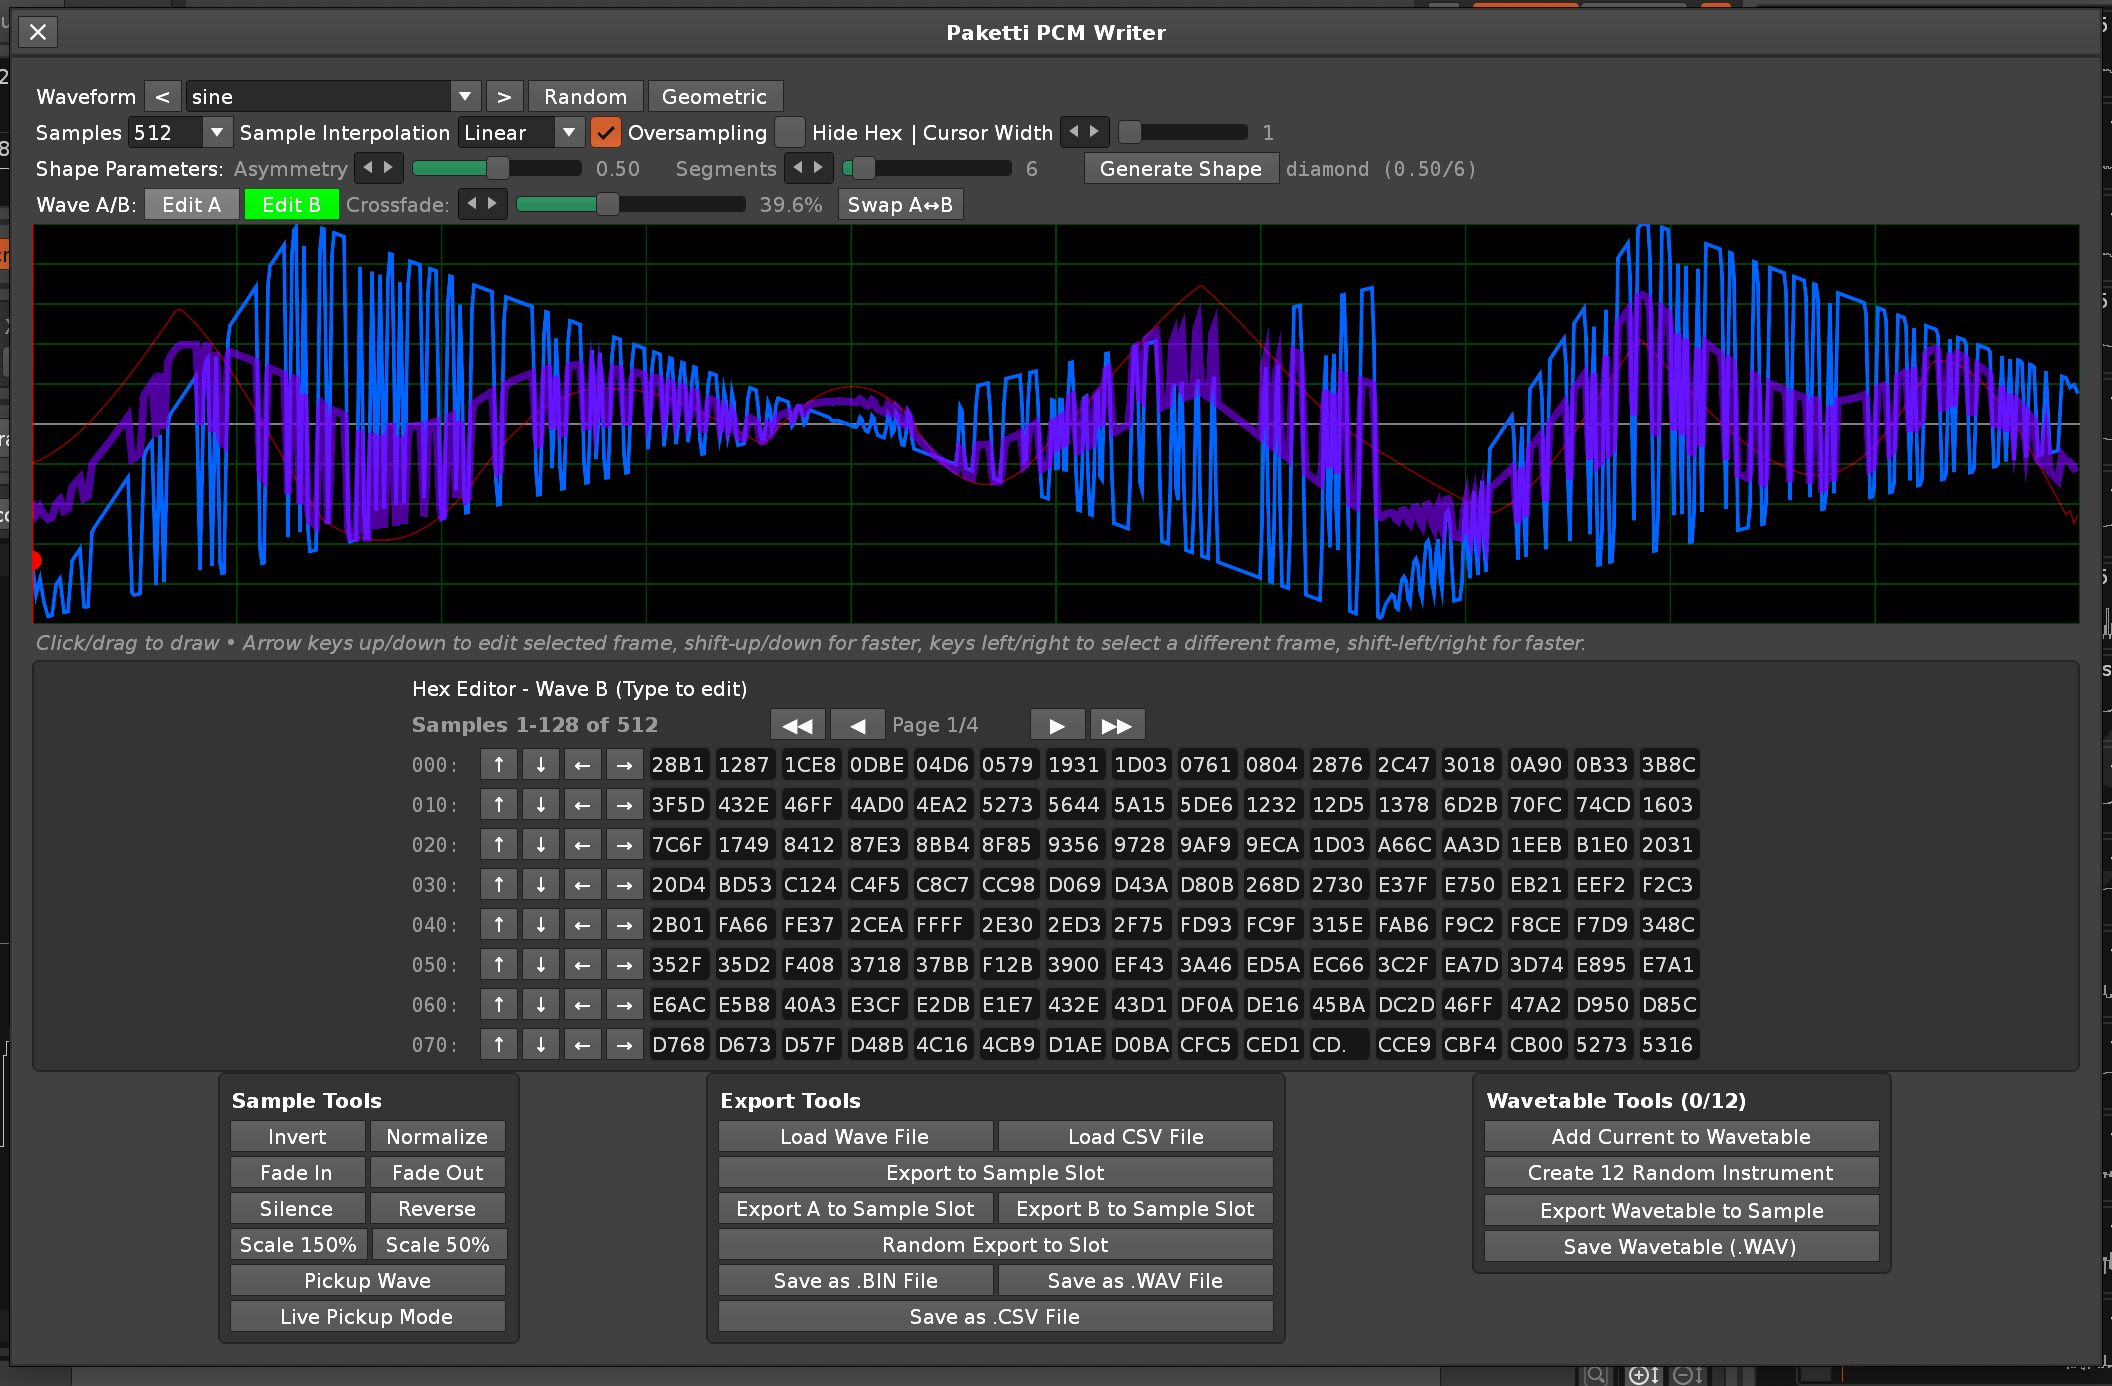 Paketti PCM Writer
Waveform < sine > Random Geometric
Samples 512 Sample Interpolation Linear Oversampling Hide Hex | Cursor Width 1
Shape Parameters: Asymmetry 0.50 Segments 6 Generate Shape diamond (0.50/6)
Wave A/B: Edit A Edit B Crossfade: 39.6% Swap A↔B
Click/drag to draw • Arrow keys up/down to edit selected frame, shift-up/down for faster, keys left/right to select a different frame, shift-left/right for faster.
Hex Editor - Wave B (Type to edit)
Samples 1-128 of 512 Page 1/4
000: ↑ ↓ ← → 28B1 1287 1CE8 0DBE 04D6 0579 1931 1D03 0761 0804 2876 2C47 3018 0A90 0B33 3B8C
010: ↑ ↓ ← → 3F5D 432E 46FF 4AD0 4EA2 5273 5644 5A15 5DE6 1232 12D5 1378 6D2B 70FC 74CD 1603
020: ↑ ↓ ← → 7C6F 1749 8412 87E3 8BB4 8F85 9356 9728 9AF9 9ECA 1D03 A66C AA3D 1EEB B1E0 2031
030: ↑ ↓ ← → 20D4 BD53 C124 C4F5 C8C7 CC98 D069 D43A D80B 268D 2730 E37F E750 EB21 EEF2 F2C3
040: ↑ ↓ ← → 2B01 FA66 FE37 2CEA FFFF 2E30 2ED3 2F75 FD93 FC9F 315E FAB6 F9C2 F8CE F7D9 348C
050: ↑ ↓ ← → 352F 35D2 F408 3718 37BB F12B 3900 EF43 3A46 ED5A EC66 3C2F EA7D 3D74 E895 E7A1
060: ↑ ↓ ← → E6AC E5B8 40A3 E3CF E2DB E1E7 432E 43D1 DF0A DE16 45BA DC2D 46FF 47A2 D950 D85C
070: ↑ ↓ ← → D768 D673 D57F D48B 4C16 4CB9 D1AE D0BA CFC5 CED1 CD. CCE9 CBF4 CB00 5273 5316
Sample Tools
Invert Normalize
Fade In Fade Out
Silence Reverse
Scale 150% Scale 50%
Pickup Wave
Live Pickup Mode
Export Tools
Load Wave File Load CSV File
Export to Sample Slot
Export A to Sample Slot Export B to Sample Slot
Random Export to Slot
Save as .BIN File Save as .WAV File
Save as .CSV File
Wavetable Tools (0/12)
Add Current to Wavetable
Create 12 Random Instrument
Export Wavetable to Sample
Save Wavetable (.WAV)